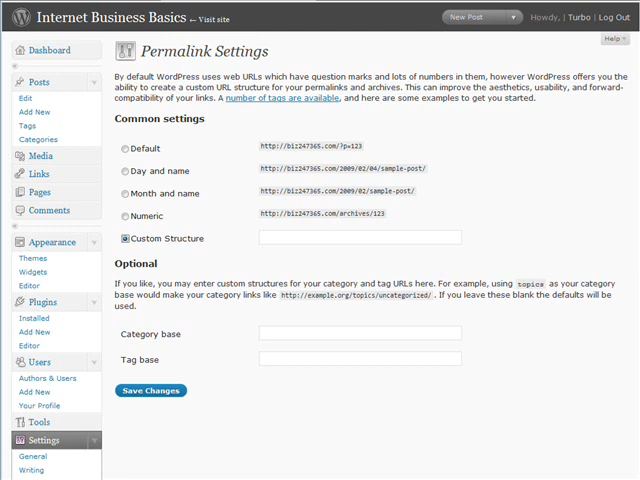 Internet Business Basics ← Visit site
New Post
Howdy, | Turbo | Log Out
Help
Dashboard
Posts
Edit
Add New
Tags
Categories
Media
Links
Pages
Comments
Appearance
Themes
Widgets
Editor
Plugins
Installed
Add New
Editor
Users
Authors & Users
Add New
Your Profile
Tools
Settings
General
Writing
Permalink Settings
By default WordPress uses web URLs which have question marks and lots of numbers in them, however WordPress offers you the
ability to create a custom URL structure for your permalinks and archives. This can improve the aesthetics, usability, and forward-
compatibility of your links. A number of tags are available, and here are some examples to get you started.
Common settings
Default http://biz247365.com/?p=123
Day and name http://biz247365.com/2009/02/04/sample-post/
Month and name http://biz247365.com/2009/02/sample-post/
Numeric http://biz247365.com/archives/123
Custom Structure
Optional
If you like, you may enter custom structures for your category and tag URLs here. For example, using topics as your category
base would make your category links like http://example.org/topics/uncategorized/ . If you leave these blank the defaults will be
used.
Category base
Tag base
Save Changes